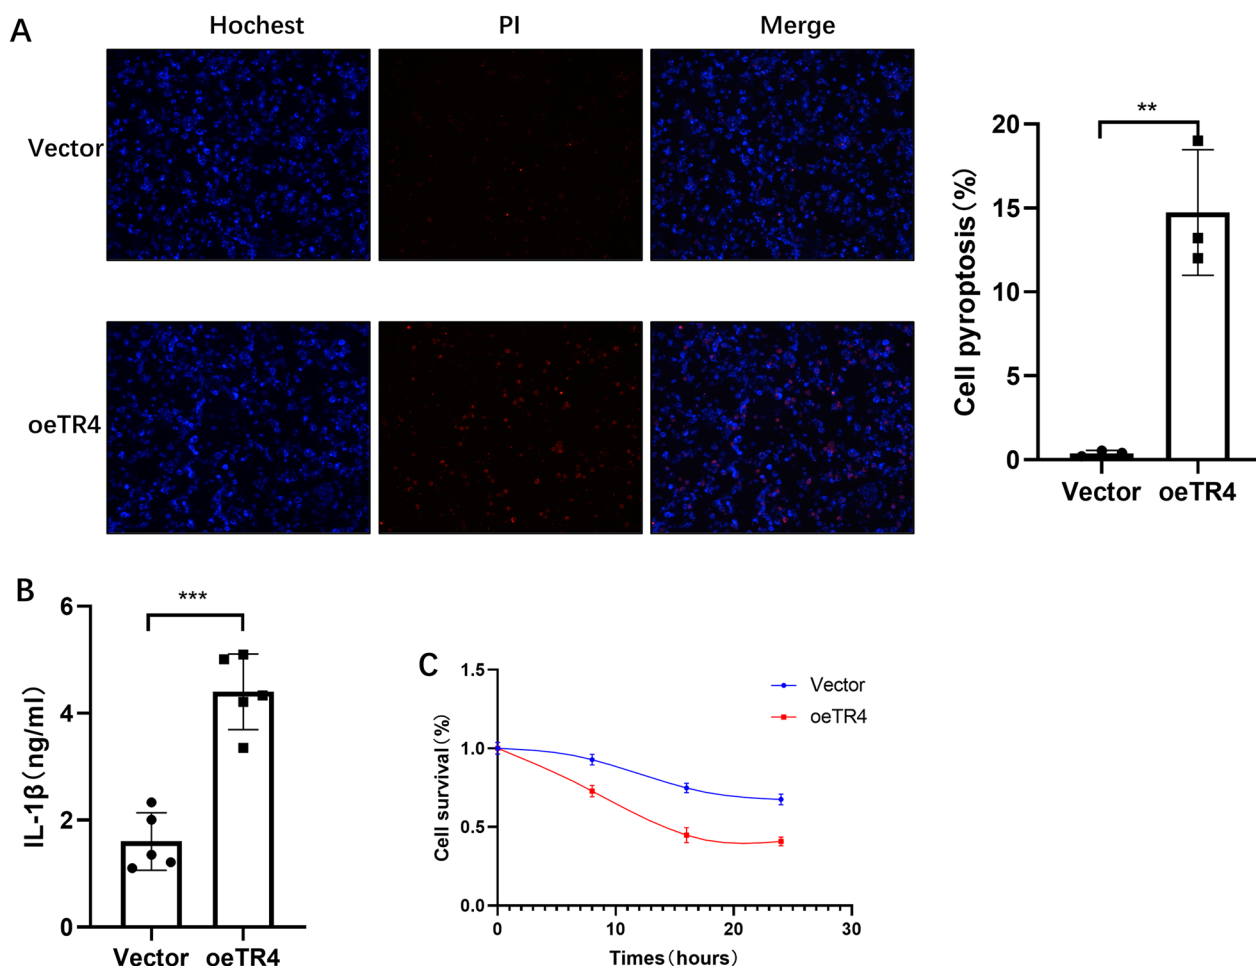 A
Hochest
PI
Merge
Vector
oeTR4
**
Cell pyroptosis(%)
20
15
10
5
0
Vector
oeTR4
B
***
IL-1β(ng/ml)
6
4
2
0
Vector
oeTR4
C
Vector
oeTR4
Cell survival(%)
1.5
1.0
0.5
0.0
0
10
20
30
Times(hours)